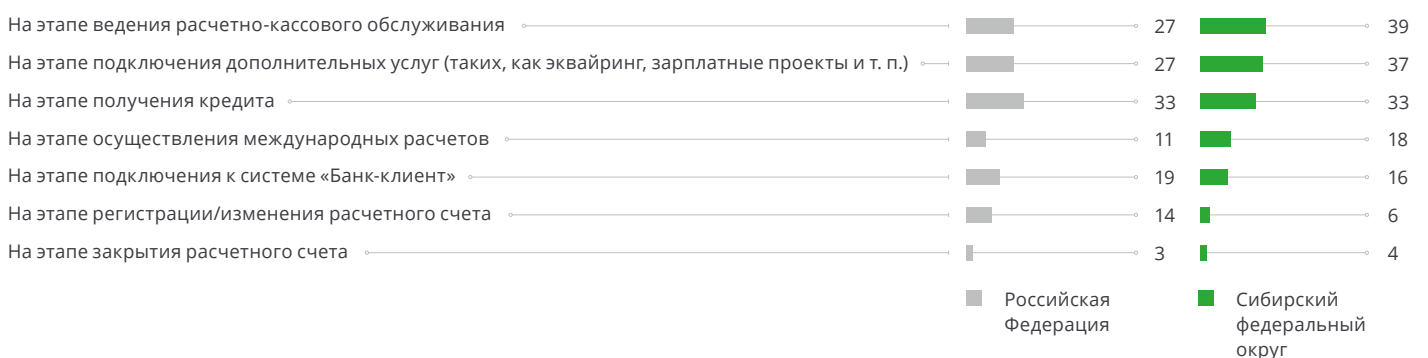 На этапе ведения расчетно-кассового обслуживания 27 39
На этапе подключения дополнительных услуг (таких, как эквайринг, зарплатные проекты и т. п.) 27 37
На этапе получения кредита 33 33
На этапе осуществления международных расчетов 11 18
На этапе подключения к системе «Банк-клиент» 19 16
На этапе регистрации/изменения расчетного счета 14 6
На этапе закрытия расчетного счета 3 4
Российская
Федерация
Сибирский
федеральный
округ